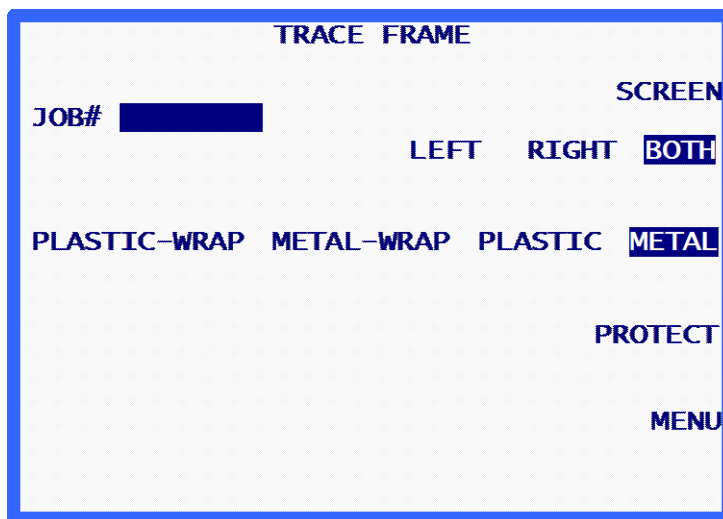 TRACE FRAME
SCREEN
JOB#
LEFT RIGHT BOTH
PLASTIC-WRAP METAL-WRAP PLASTIC METAL
PROTECT
MENU